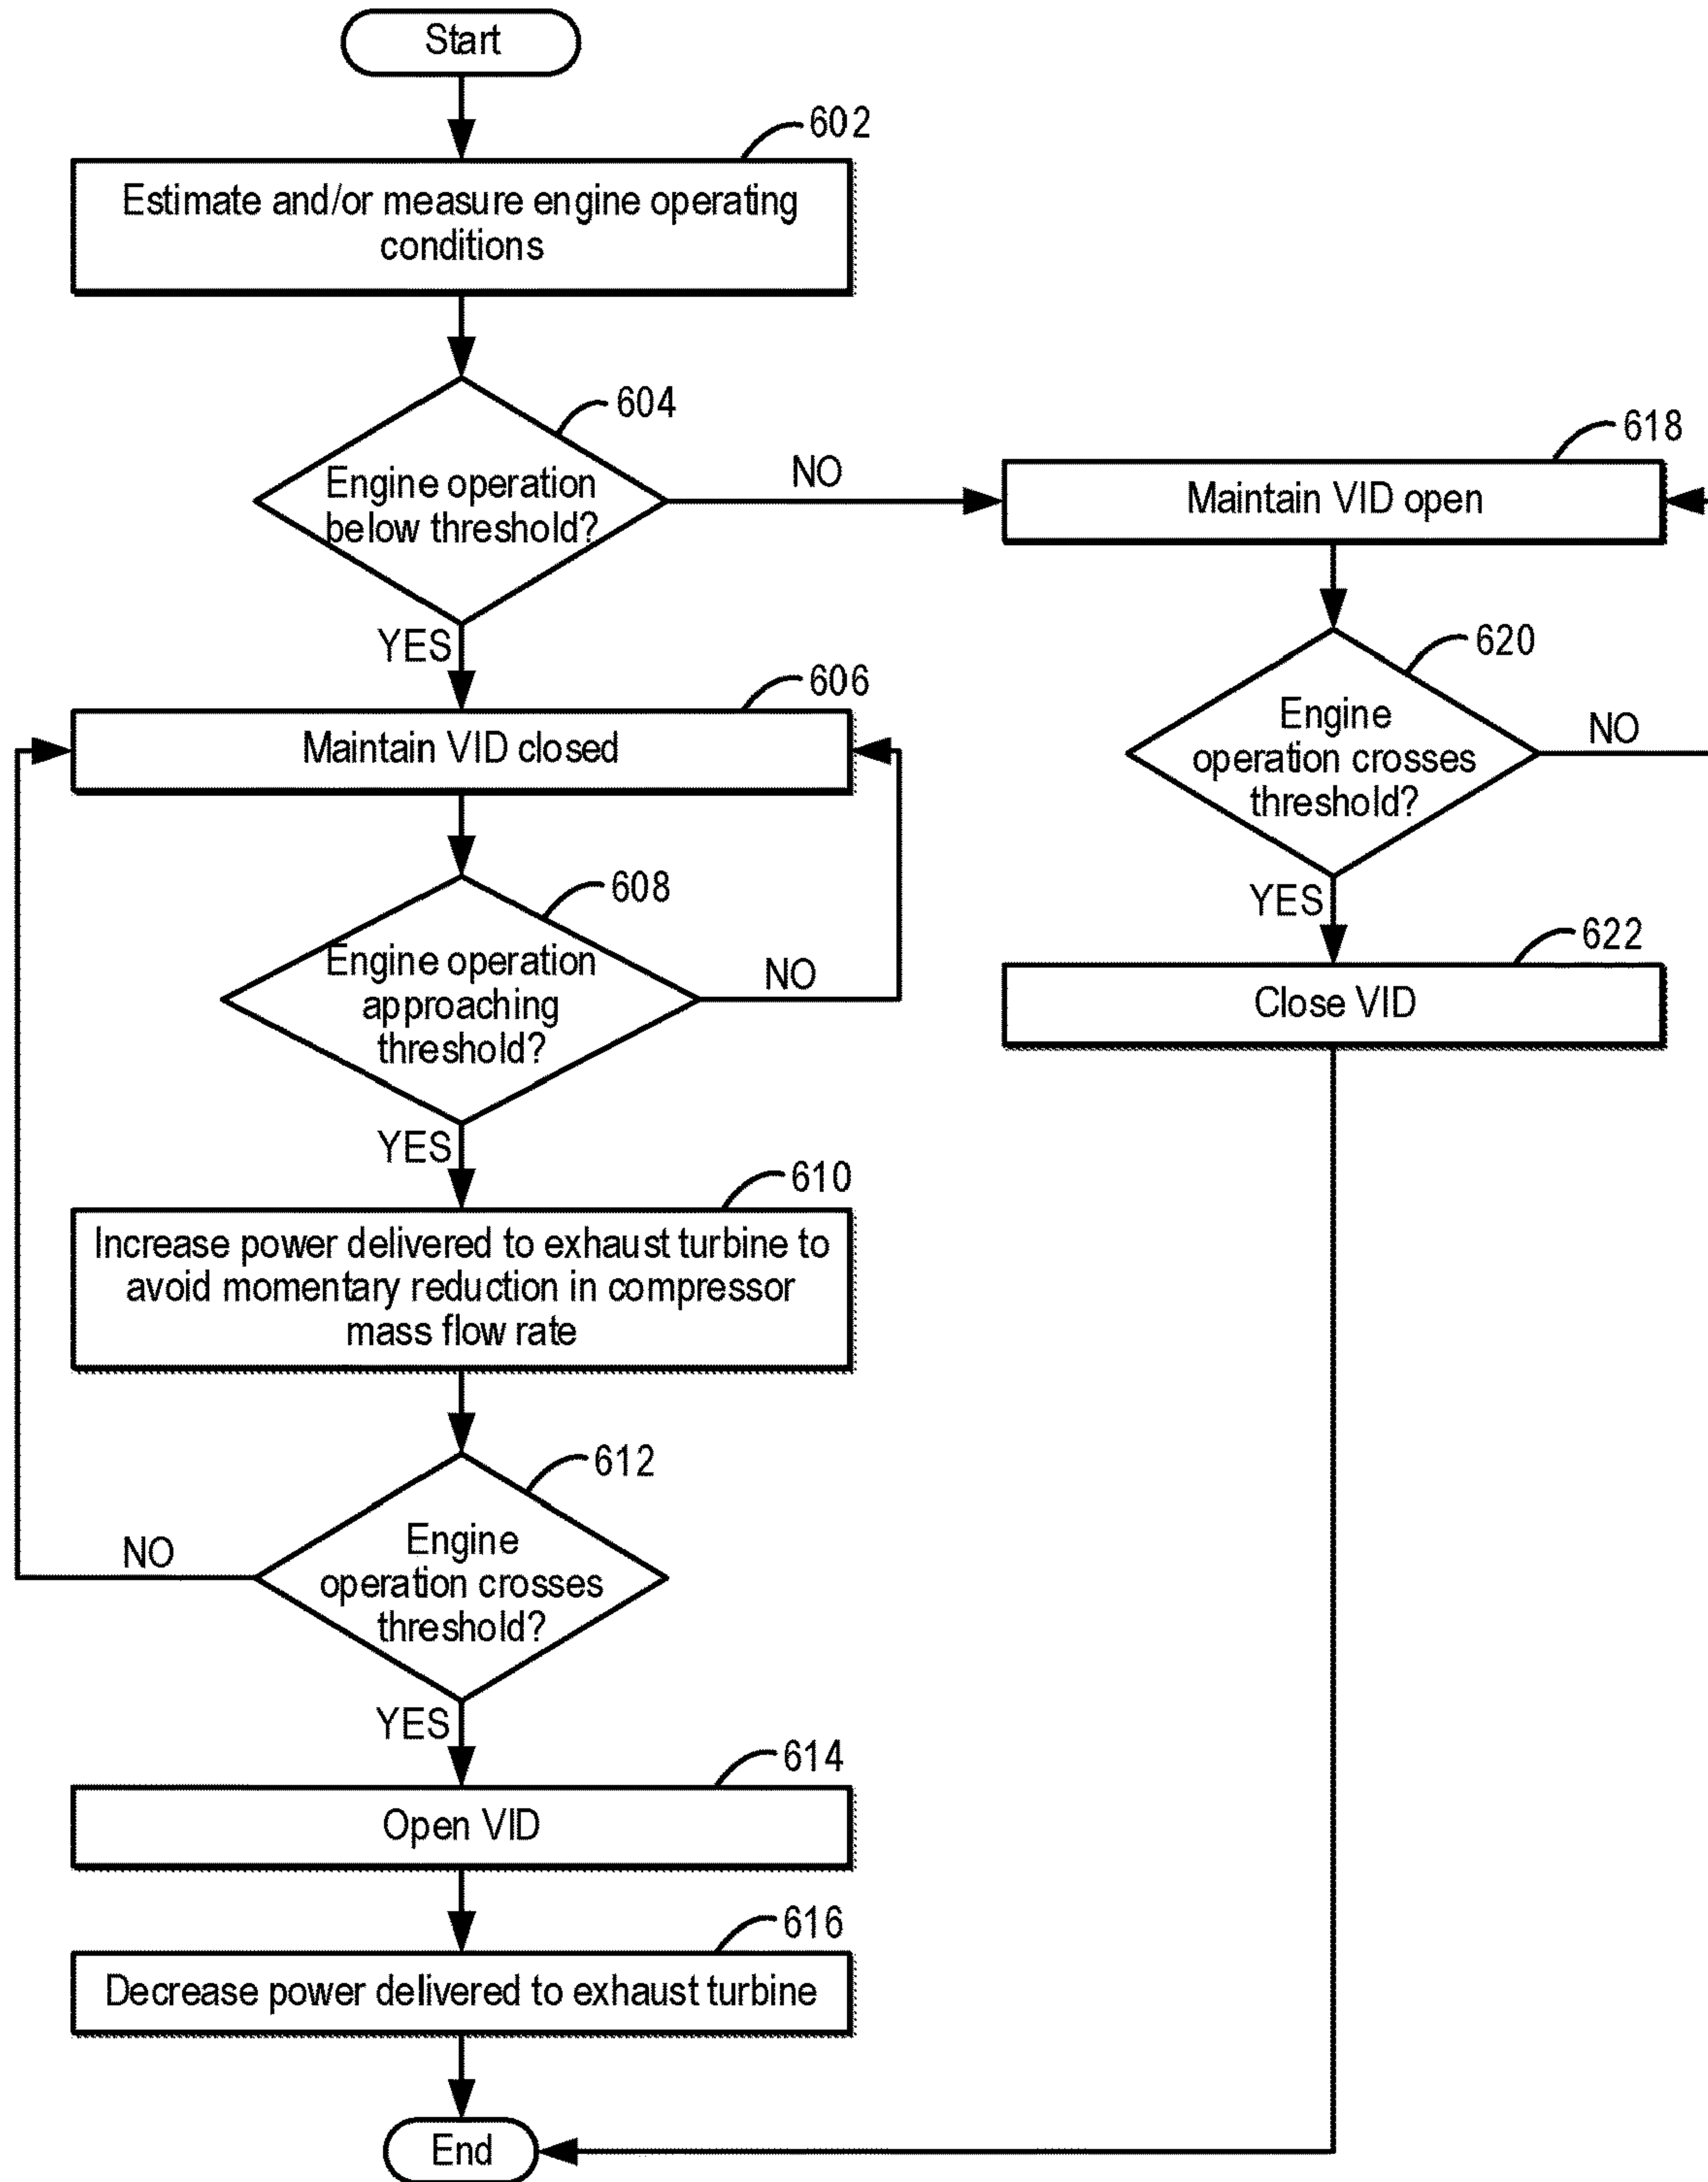 Start
602
Estimate and/or measure engine operating
conditions
604
Engine operation
below threshold?
NO
YES
606
Maintain VID closed
608
Engine operation
approaching
threshold?
NO
YES
610
Increase power delivered to exhaust turbine to
avoid momentary reduction in compressor
mass flow rate
612
Engine
operation crosses
threshold?
NO
YES
614
Open VID
616
Decrease power delivered to exhaust turbine
618
Maintain VID open
620
Engine
operation crosses
threshold?
NO
YES
622
Close VID
End